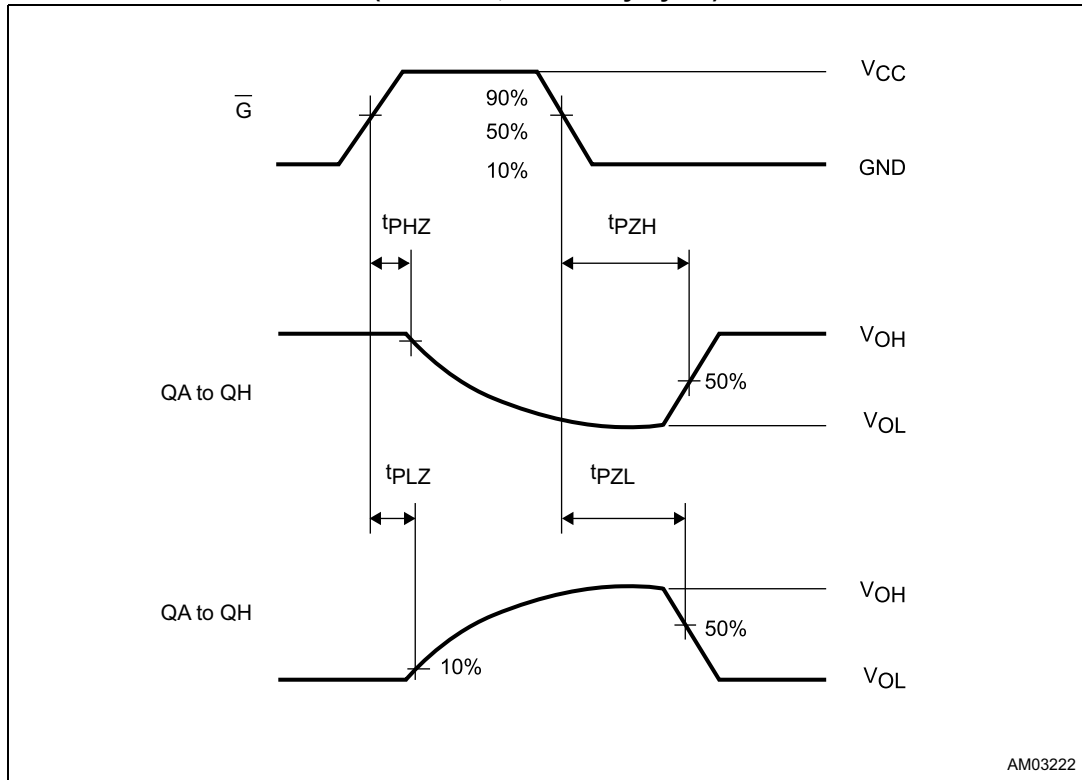 VCC
G
90%
50%
10%
GND
tPHZ
tPZH
VOH
QA to QH
50%
VOL
tPLZ
tPZL
VOH
QA to QH
50%
10%
VOL
AM03222